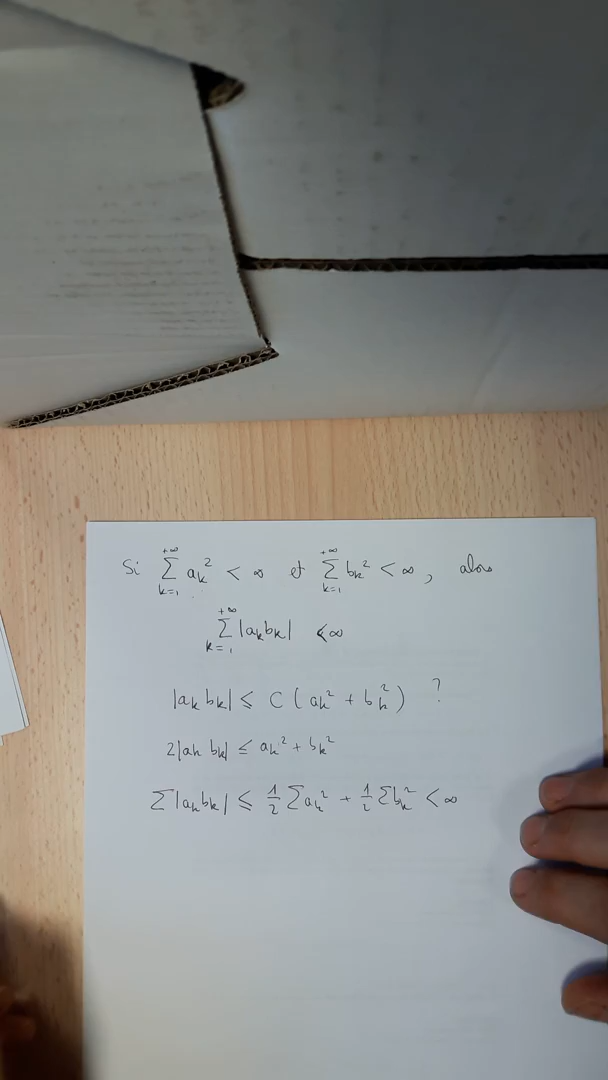 Si $\sum_{k=1}^{+\infty} a_k^2 < \infty$ et $\sum_{k=1}^{+\infty} b_k^2 < \infty$, alors
$\sum_{k=1}^{+\infty} |a_k b_k| < \infty$
$|a_k b_k| \leq C (a_k^2 + b_k^2)$ ?
$2|a_k b_k| \leq a_k^2 + b_k^2$
$\sum |a_k b_k| \leq \frac{1}{2} \sum a_k^2 + \frac{1}{2} \sum b_k^2 < \infty$